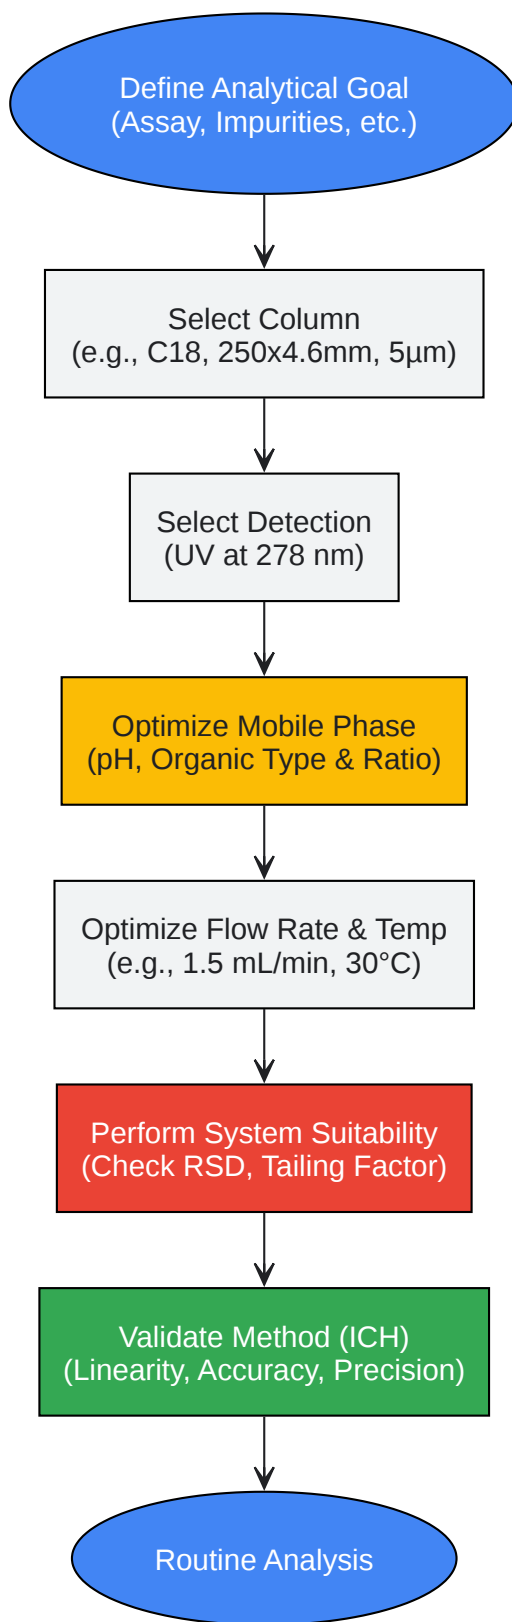 Define Analytical Goal
(Assay, Impurities, etc.)
Select Column
(e.g., C18, 250x4.6mm, 5µm)
Select Detection
(UV at 278 nm)
Optimize Mobile Phase
(pH, Organic Type & Ratio)
Optimize Flow Rate & Temp
(e.g., 1.5 mL/min, 30°C)
Perform System Suitability
(Check RSD, Tailing Factor)
Validate Method (ICH)
(Linearity, Accuracy, Precision)
Routine Analysis